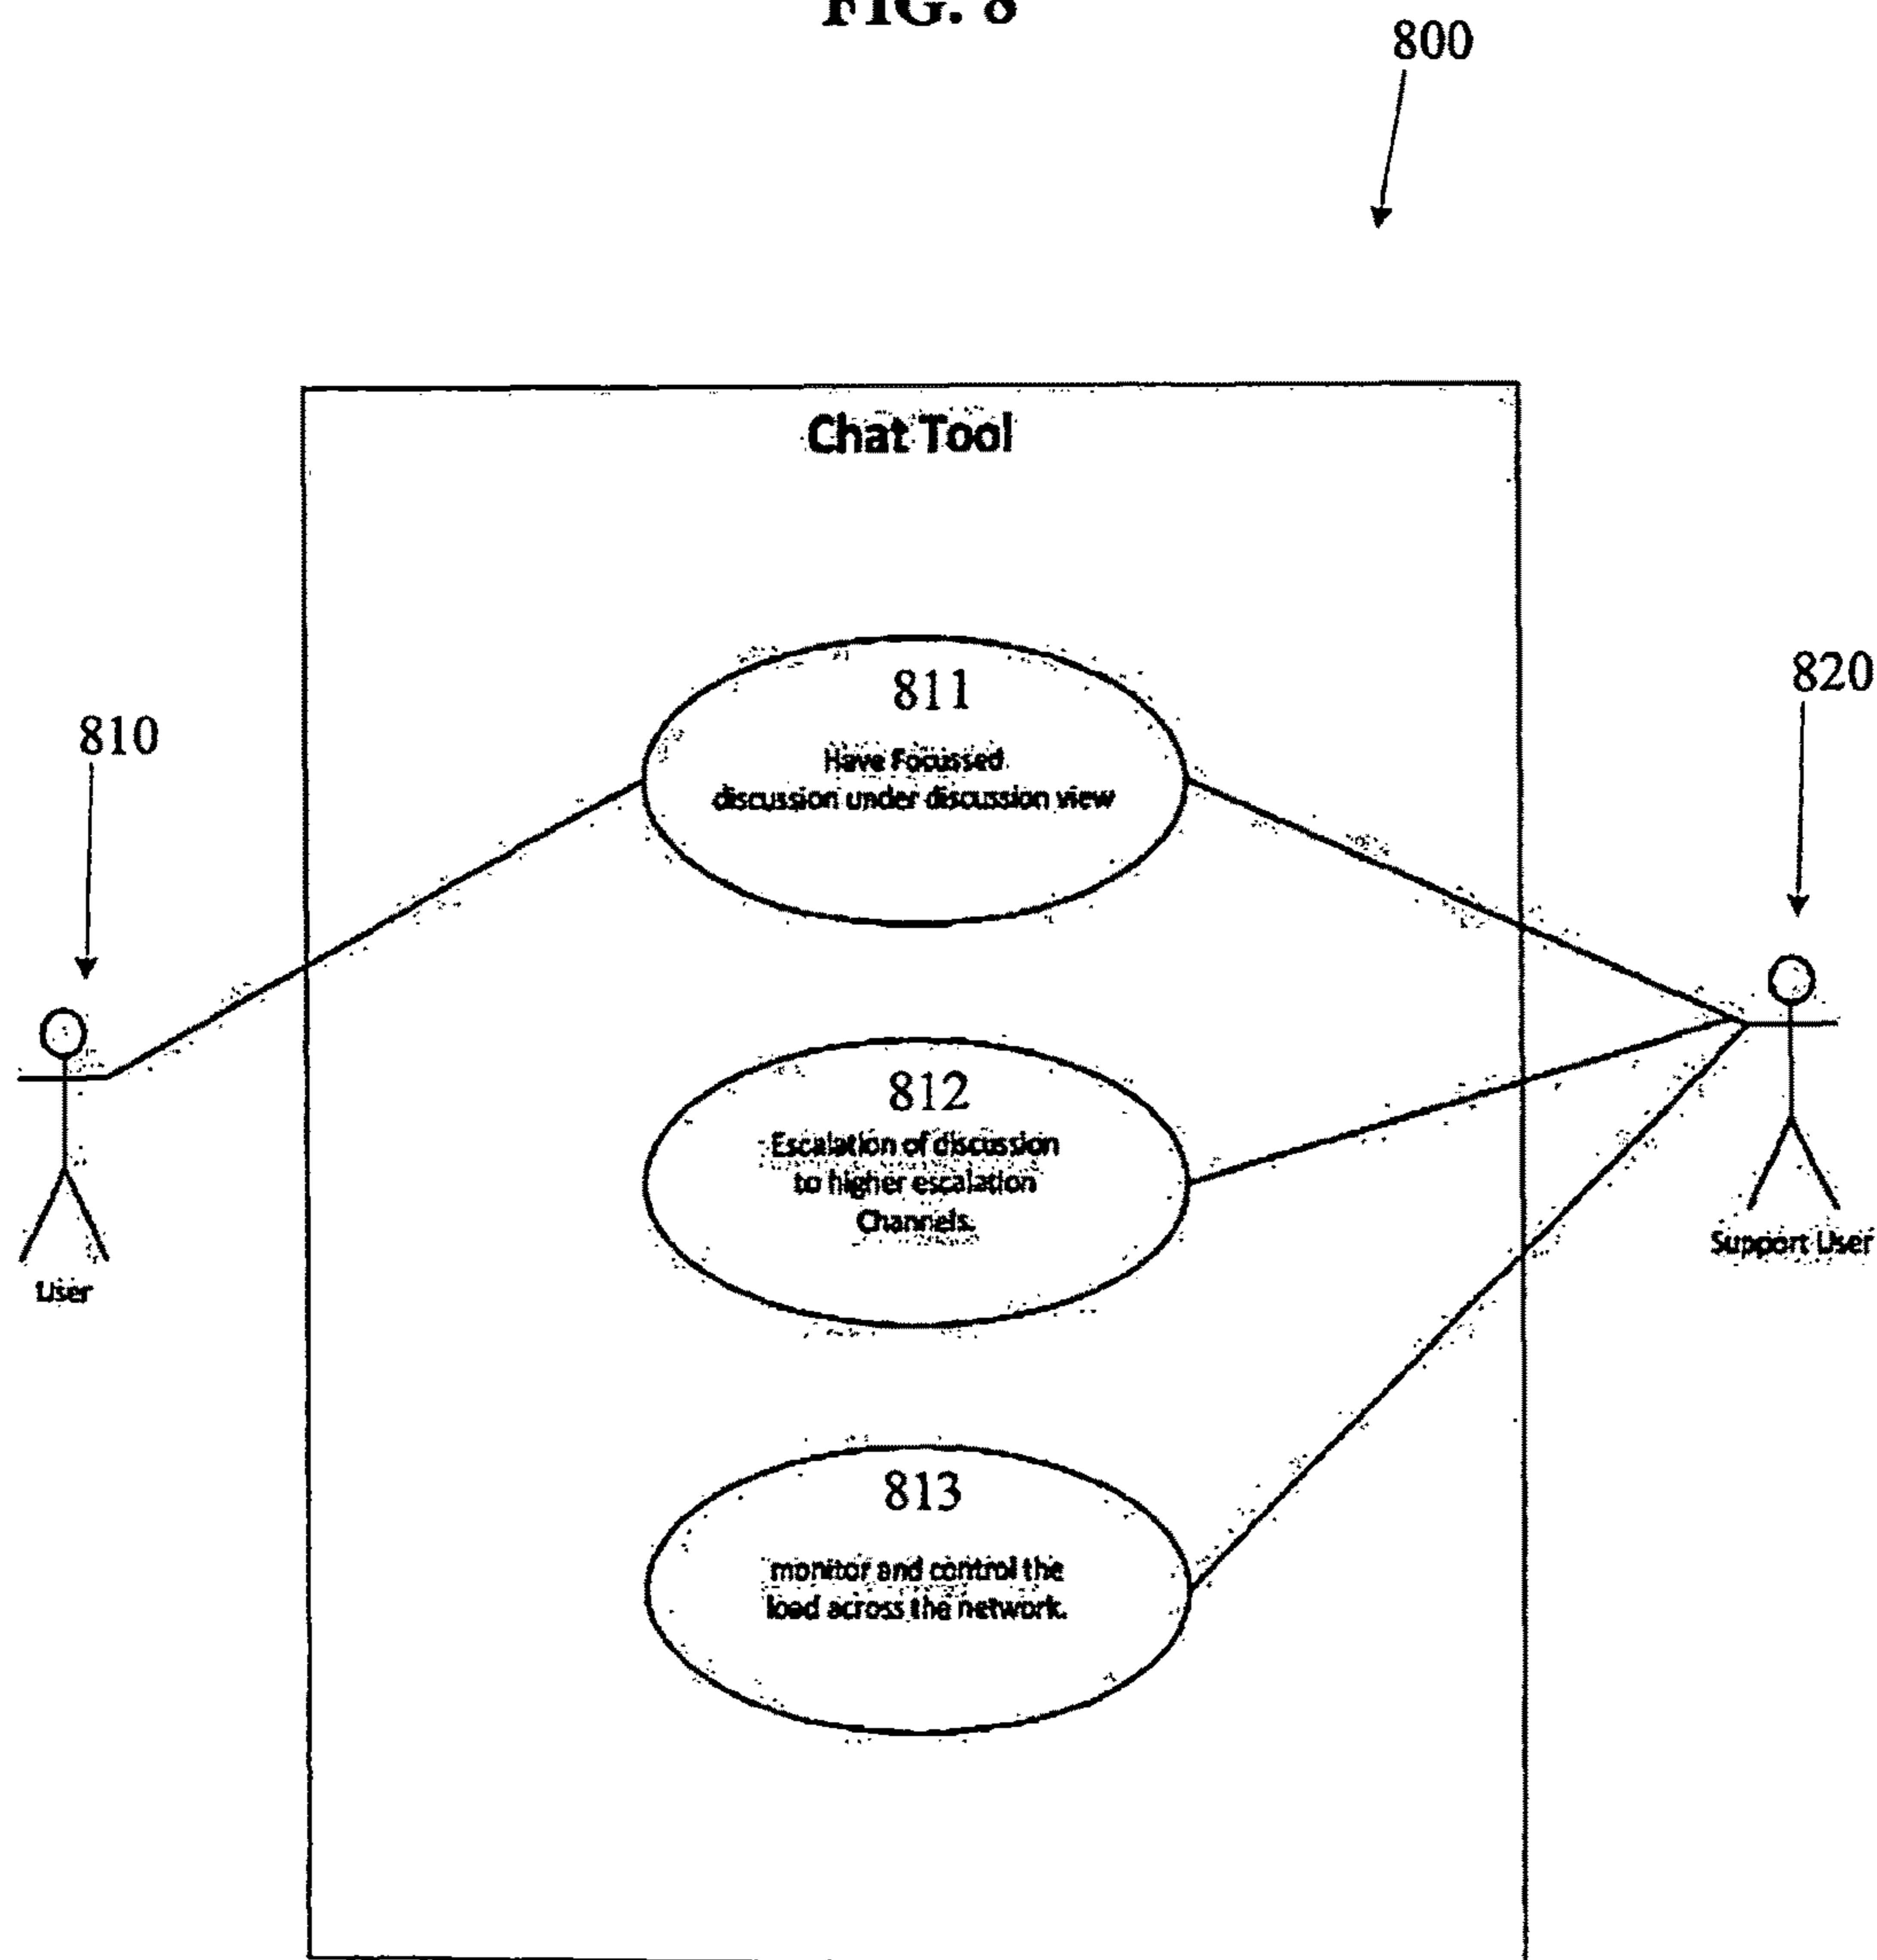 FIG. 8
800
Chat Tool
811
Have Focussed
discussion under discussion view
820
810
812
Escalation of discussion
to higher escalation
Channels.
Support User
User
813
monitor and control the
load across the network.